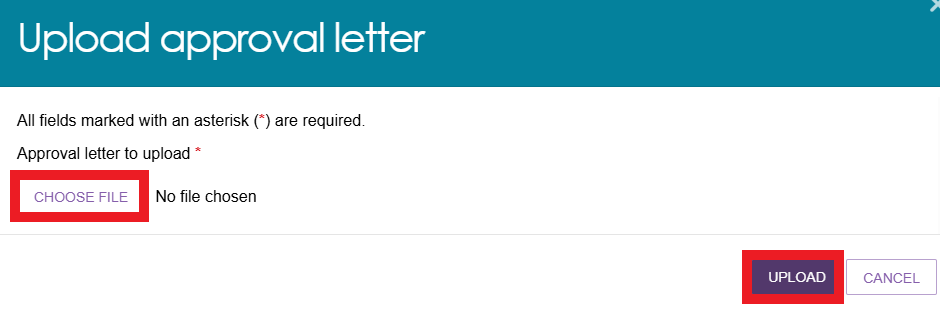 Upload approval letter
All fields marked with an asterisk (*) are required.
Approval letter to upload *
CHOOSE FILE No file chosen
UPLOAD CANCEL